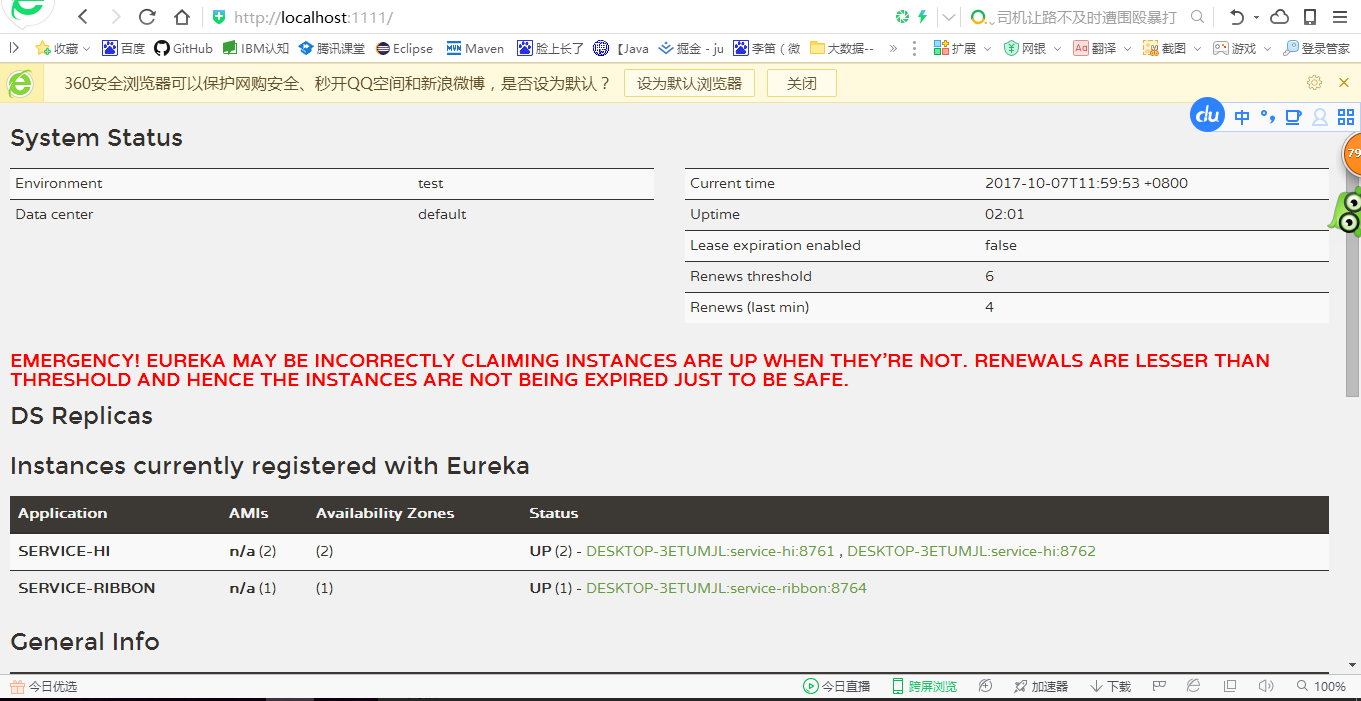 http://localhost:1111/
司机让路不及时遭围殴暴打
收藏 百度 GitHub IBM认知 腾讯课堂 Eclipse Maven 脸上长了 【Java 掘金 - ju 李笛（微 大数据-- » 扩展 网银 翻译 截图 游戏 登录管家
360安全浏览器可以保护网购安全、秒开QQ空间和新浪微博，是否设为默认？ 设为默认浏览器 关闭
du 中
System Status
79
Environment test
Data center default
Current time 2017-10-07T11:59:53 +0800
Uptime 02:01
Lease expiration enabled false
Renews threshold 6
Renews (last min) 4
EMERGENCY! EUREKA MAY BE INCORRECTLY CLAIMING INSTANCES ARE UP WHEN THEY'RE NOT. RENEWALS ARE LESSER THAN
THRESHOLD AND HENCE THE INSTANCES ARE NOT BEING EXPIRED JUST TO BE SAFE.
DS Replicas
Instances currently registered with Eureka
Application AMIs Availability Zones Status
SERVICE-HI n/a (2) (2) UP (2) - DESKTOP-3ETUMJL:service-hi:8761 , DESKTOP-3ETUMJL:service-hi:8762
SERVICE-RIBBON n/a (1) (1) UP (1) - DESKTOP-3ETUMJL:service-ribbon:8764
General Info
今日优选 今日直播 跨屏浏览 加速器 下载 100%